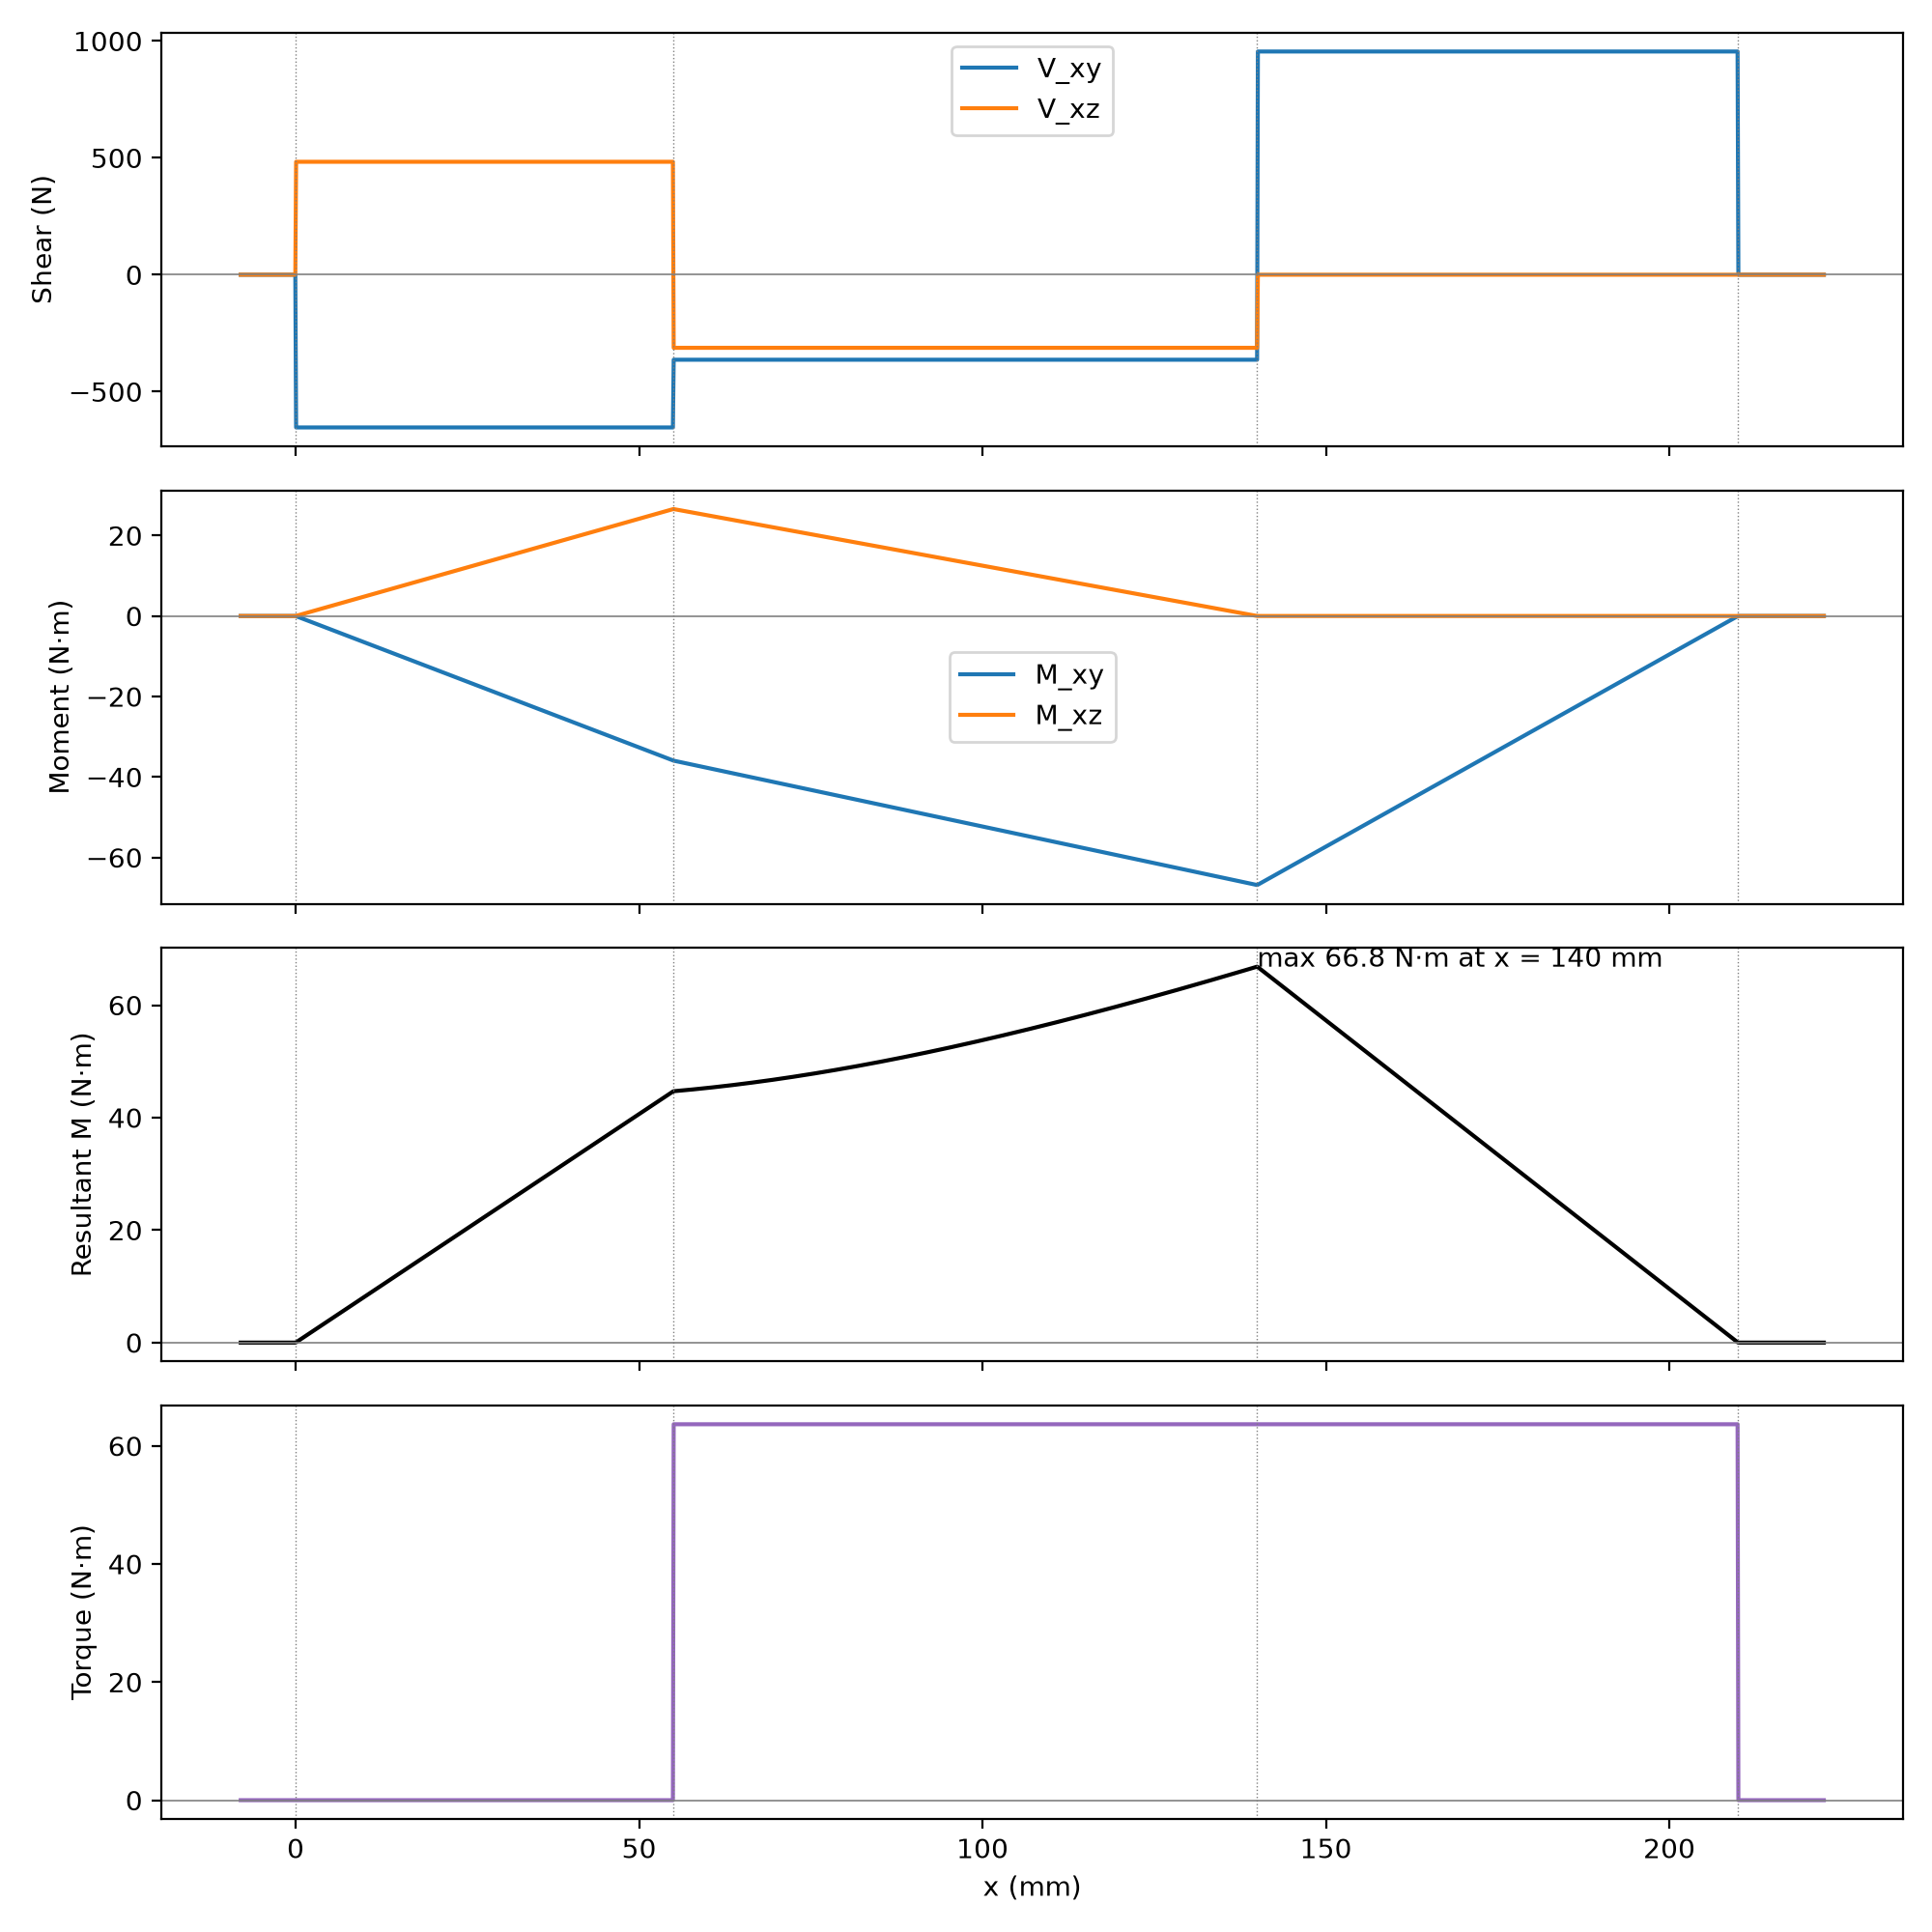 1000
500
0
−500
Shear (N)
V_xy
V_xz
20
0
−20
−40
−60
Moment (N·m)
M_xy
M_xz
max 66.8 N·m at x = 140 mm
60
40
20
0
Resultant M (N·m)
60
40
20
0
Torque (N·m)
0 50 100 150 200
x (mm)